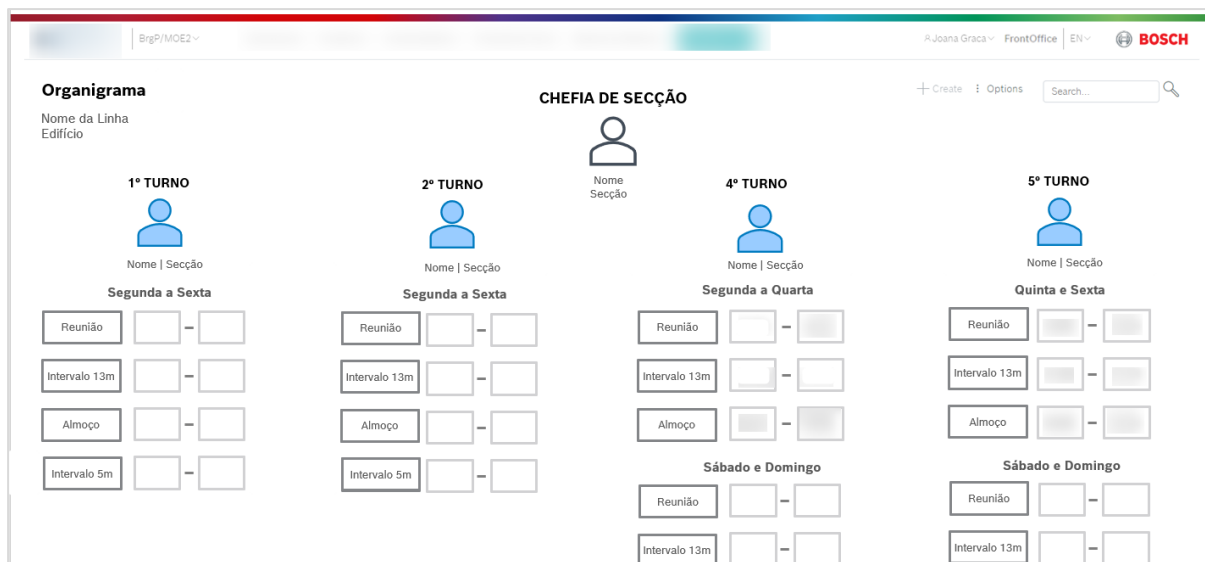 BrgP/MOE2
Joana Graca FrontOffice EN BOSCH
Organigrama
Nome da Linha
Edifício
CHEFIA DE SECÇÃO
Nome
Secção
Create Options Search...
1º TURNO
Nome | Secção
Segunda a Sexta
Reunião -
Intervalo 13m -
Almoço -
Intervalo 5m -
2º TURNO
Nome | Secção
Segunda a Sexta
Reunião -
Intervalo 13m -
Almoço -
Intervalo 5m -
4º TURNO
Nome | Secção
Segunda a Quarta
Reunião -
Intervalo 13m -
Almoço -
Sábado e Domingo
Reunião -
Intervalo 13m -
5º TURNO
Nome | Secção
Quinta e Sexta
Reunião -
Intervalo 13m -
Almoço -
Sábado e Domingo
Reunião -
Intervalo 13m -